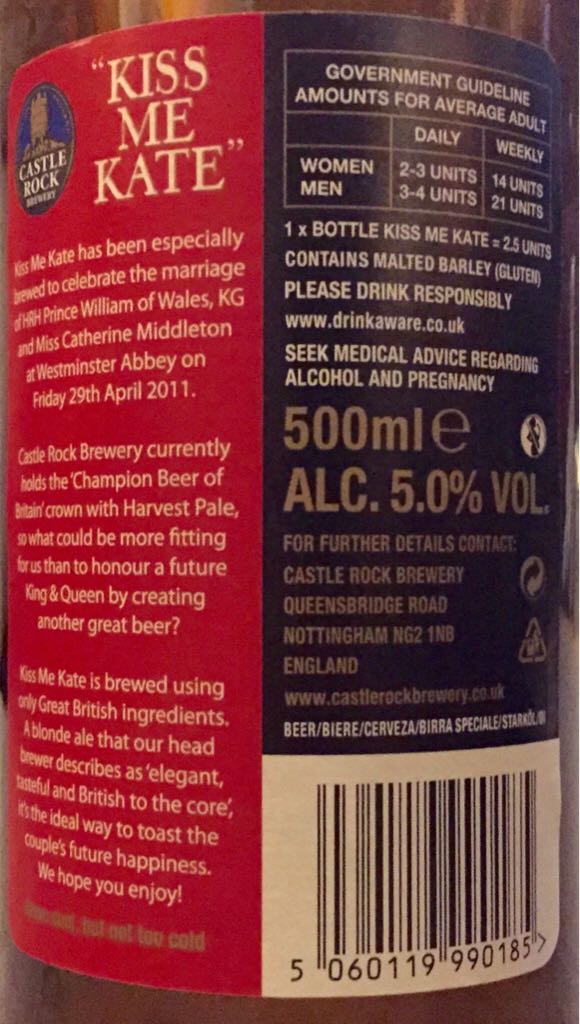 CASTLE
ROCK
BREWERY
"KISS
ME
KATE"
Kiss Me Kate has been especially
brewed to celebrate the marriage
of HRH Prince William of Wales, KG
and Miss Catherine Middleton
at Westminster Abbey on
Friday 29th April 2011.
Castle Rock Brewery currently
holds the 'Champion Beer of
Britain' crown with Harvest Pale,
so what could be more fitting
for us than to honour a future
King & Queen by creating
another great beer?
Kiss Me Kate is brewed using
only Great British ingredients.
A blonde ale that our head
brewer describes as 'elegant,
tasteful and British to the core',
it's the ideal way to toast the
couple's future happiness.
We hope you enjoy!
but not too cold
GOVERNMENT GUIDELINE
AMOUNTS FOR AVERAGE ADULT
DAILY WEEKLY
WOMEN 2-3 UNITS 14 UNITS
MEN 3-4 UNITS 21 UNITS
1 x BOTTLE KISS ME KATE = 2.5 UNITS
CONTAINS MALTED BARLEY (GLUTEN)
PLEASE DRINK RESPONSIBLY
www.drinkaware.co.uk
SEEK MEDICAL ADVICE REGARDING
ALCOHOL AND PREGNANCY
500ml e
ALC. 5.0% VOL.
FOR FURTHER DETAILS CONTACT:
CASTLE ROCK BREWERY
QUEENSBRIDGE ROAD
NOTTINGHAM NG2 1NB
ENGLAND
www.castlerockbrewery.co.uk
BEER/BIERE/CERVEZA/BIRRA SPECIALE/STARKÖL/
5 060119 990185 >